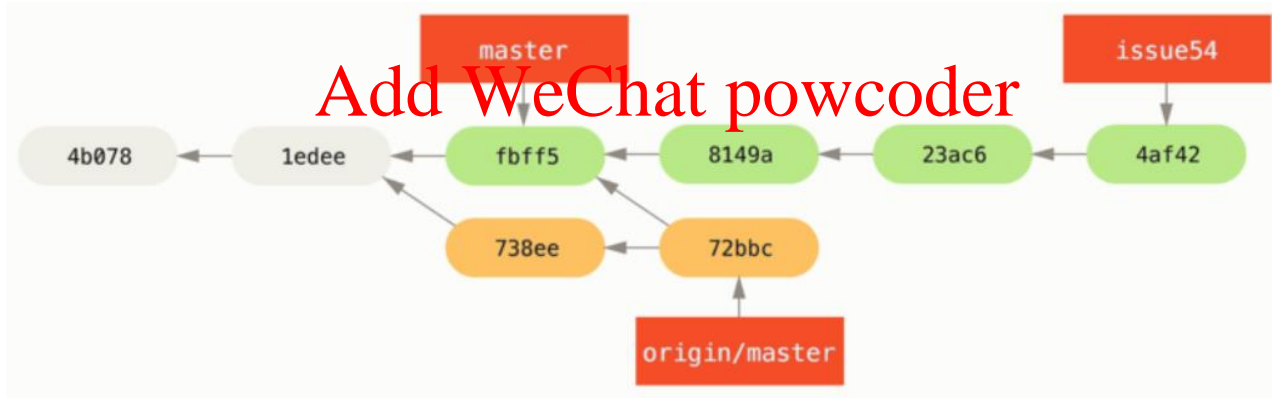 master issue54
Add WeChat powcoder
4b078 1edee fbff5 8149a 23ac6 4af42
738ee 72bbc
origin/master